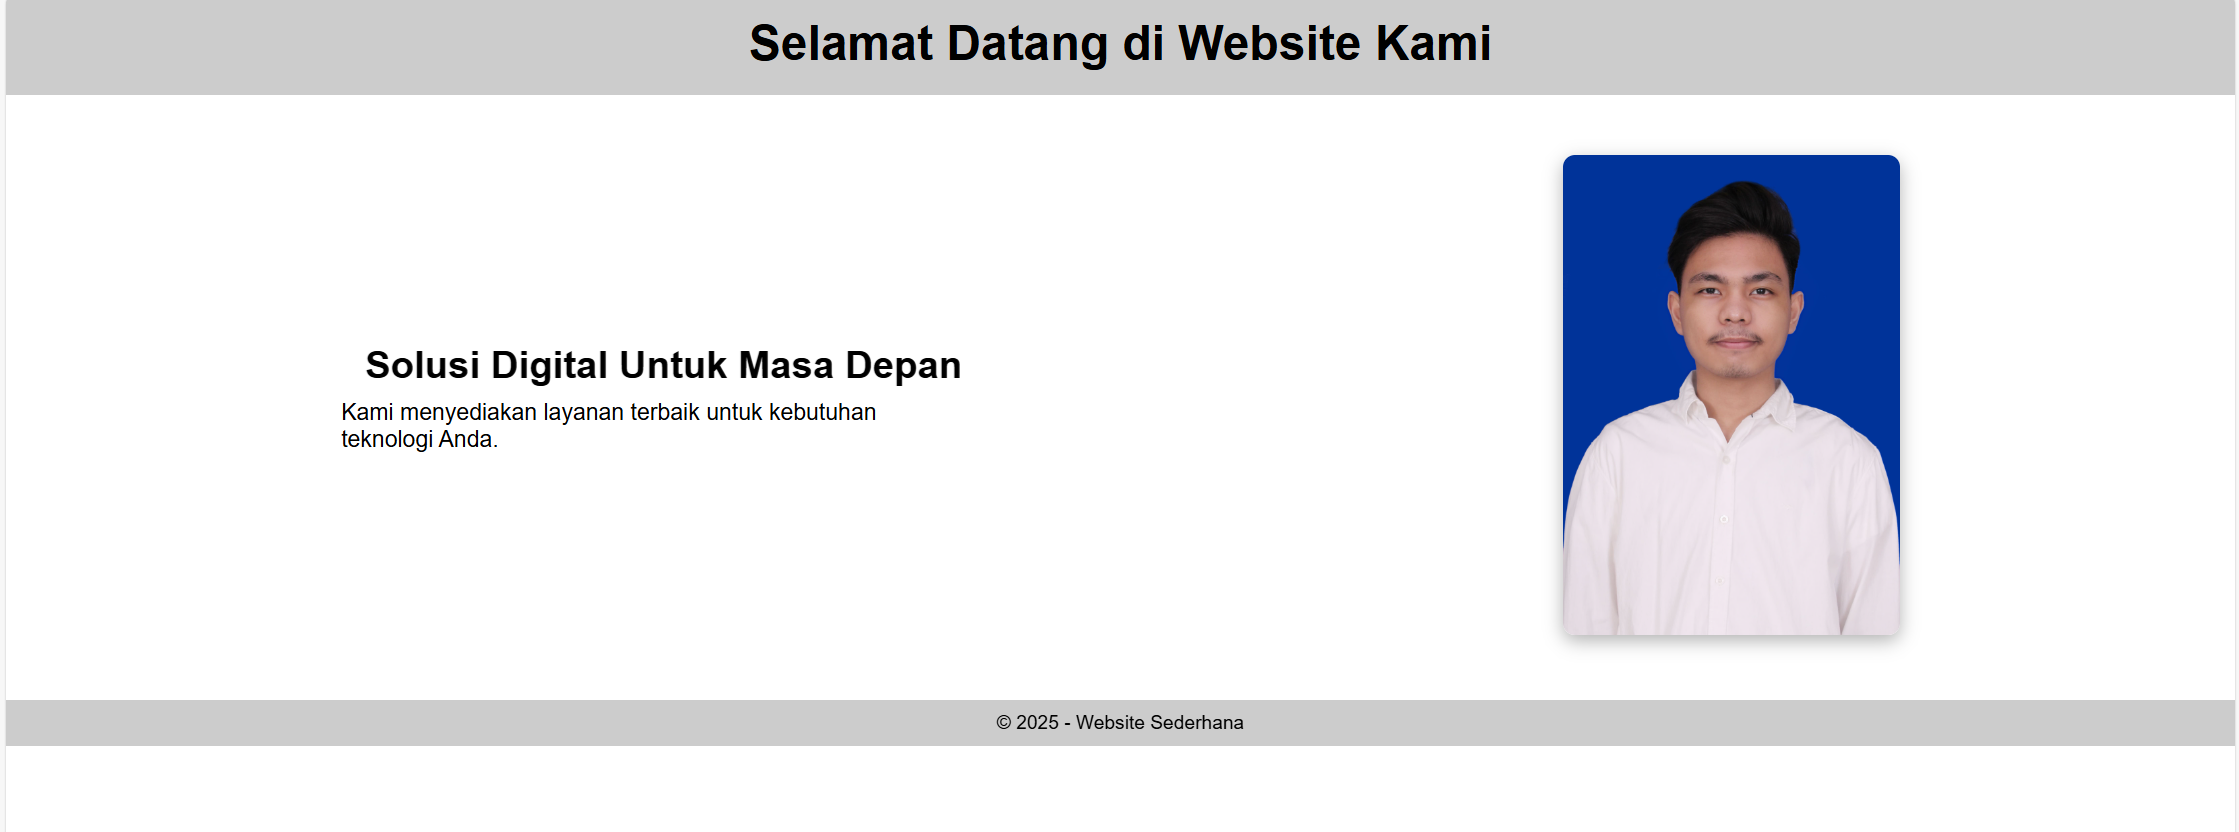 Selamat Datang di Website Kami
Solusi Digital Untuk Masa Depan
Kami menyediakan layanan terbaik untuk kebutuhan
teknologi Anda.
© 2025 - Website Sederhana